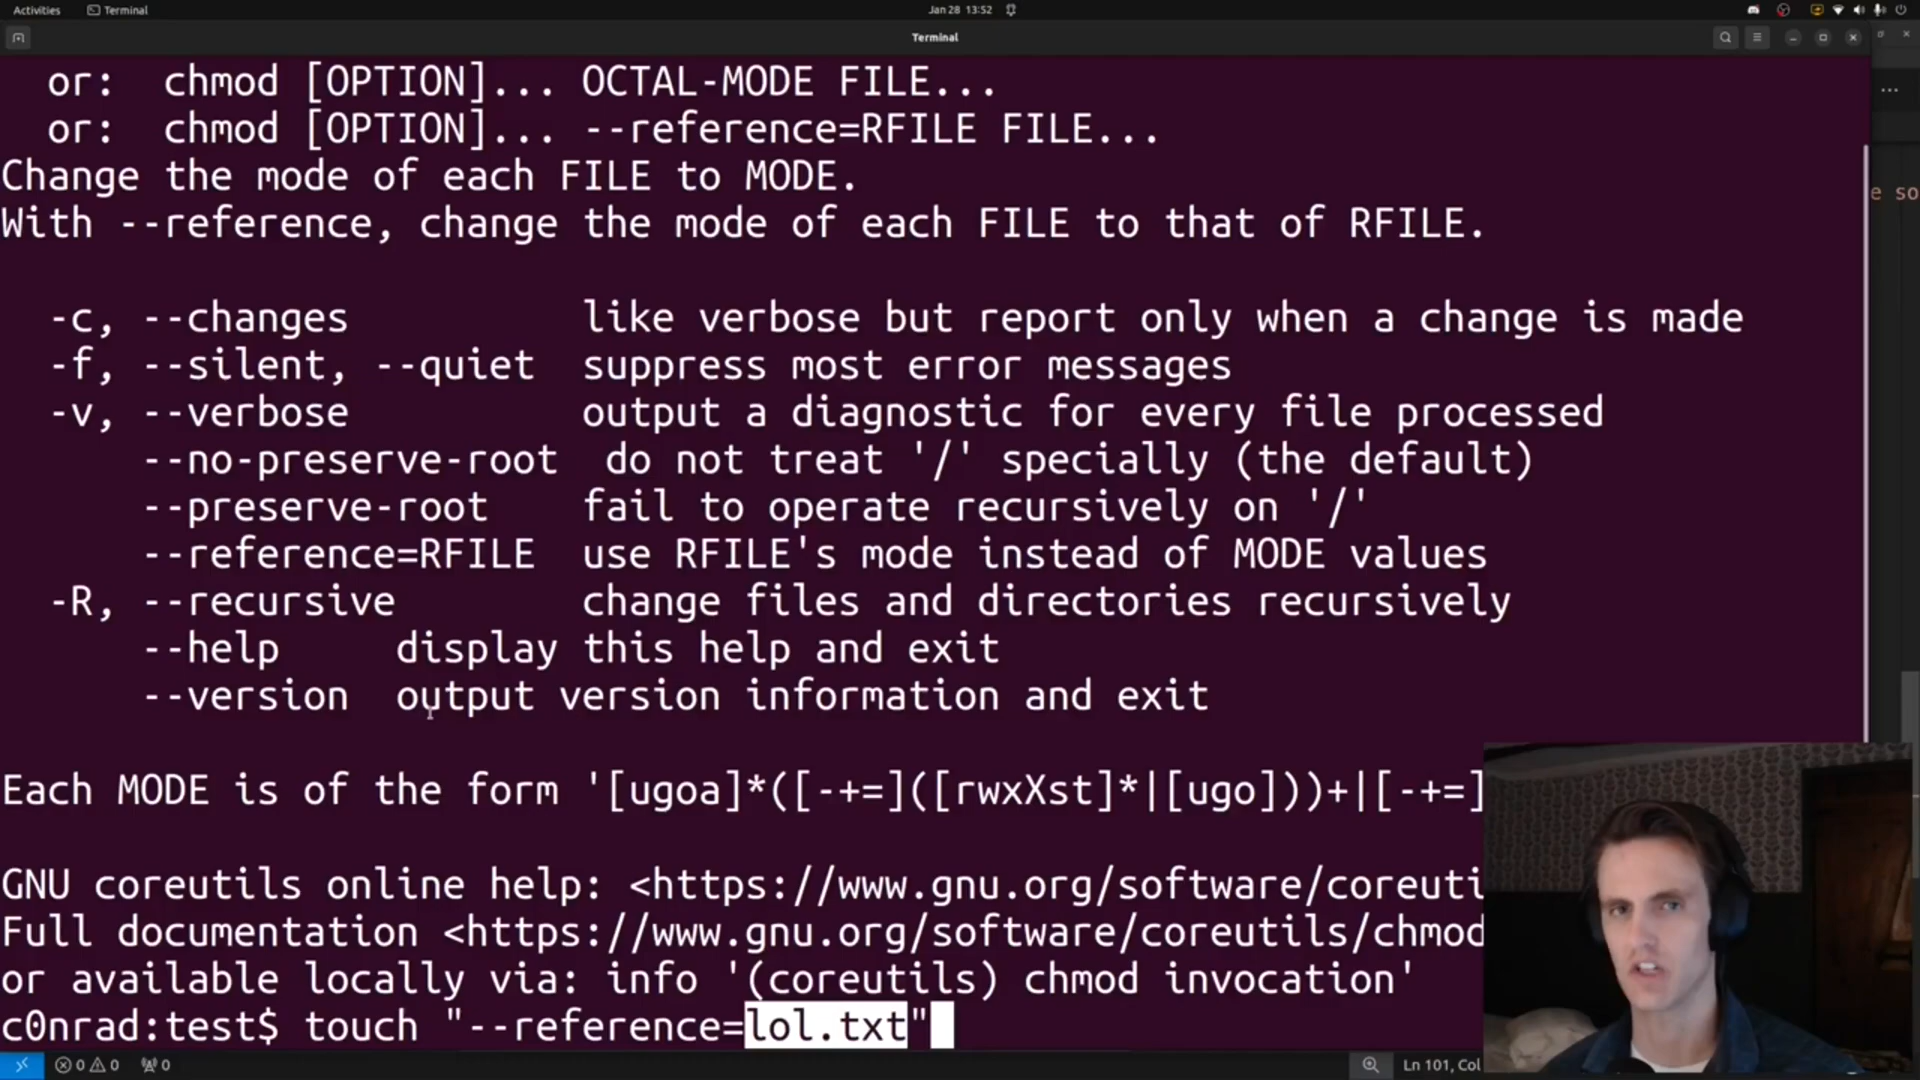 Activities Terminal Jan 28 13:52
Terminal
or: chmod [OPTION]... OCTAL-MODE FILE...
or: chmod [OPTION]... --reference=RFILE FILE...
Change the mode of each FILE to MODE.
With --reference, change the mode of each FILE to that of RFILE.
-c, --changes like verbose but report only when a change is made
-f, --silent, --quiet suppress most error messages
-v, --verbose output a diagnostic for every file processed
--no-preserve-root do not treat '/' specially (the default)
--preserve-root fail to operate recursively on '/'
--reference=RFILE use RFILE's mode instead of MODE values
-R, --recursive change files and directories recursively
--help display this help and exit
--version output version information and exit
Each MODE is of the form '[ugoa]*([-+=]([rwxXst]*|[ugo]))+|[-+=]
GNU coreutils online help: <https://www.gnu.org/software/coreuti
Full documentation <https://www.gnu.org/software/coreutils/chmod
or available locally via: info '(coreutils) chmod invocation'
c0nrad:test$ touch "--reference=lol.txt"
e so
0 0 0 Ln 101, Col